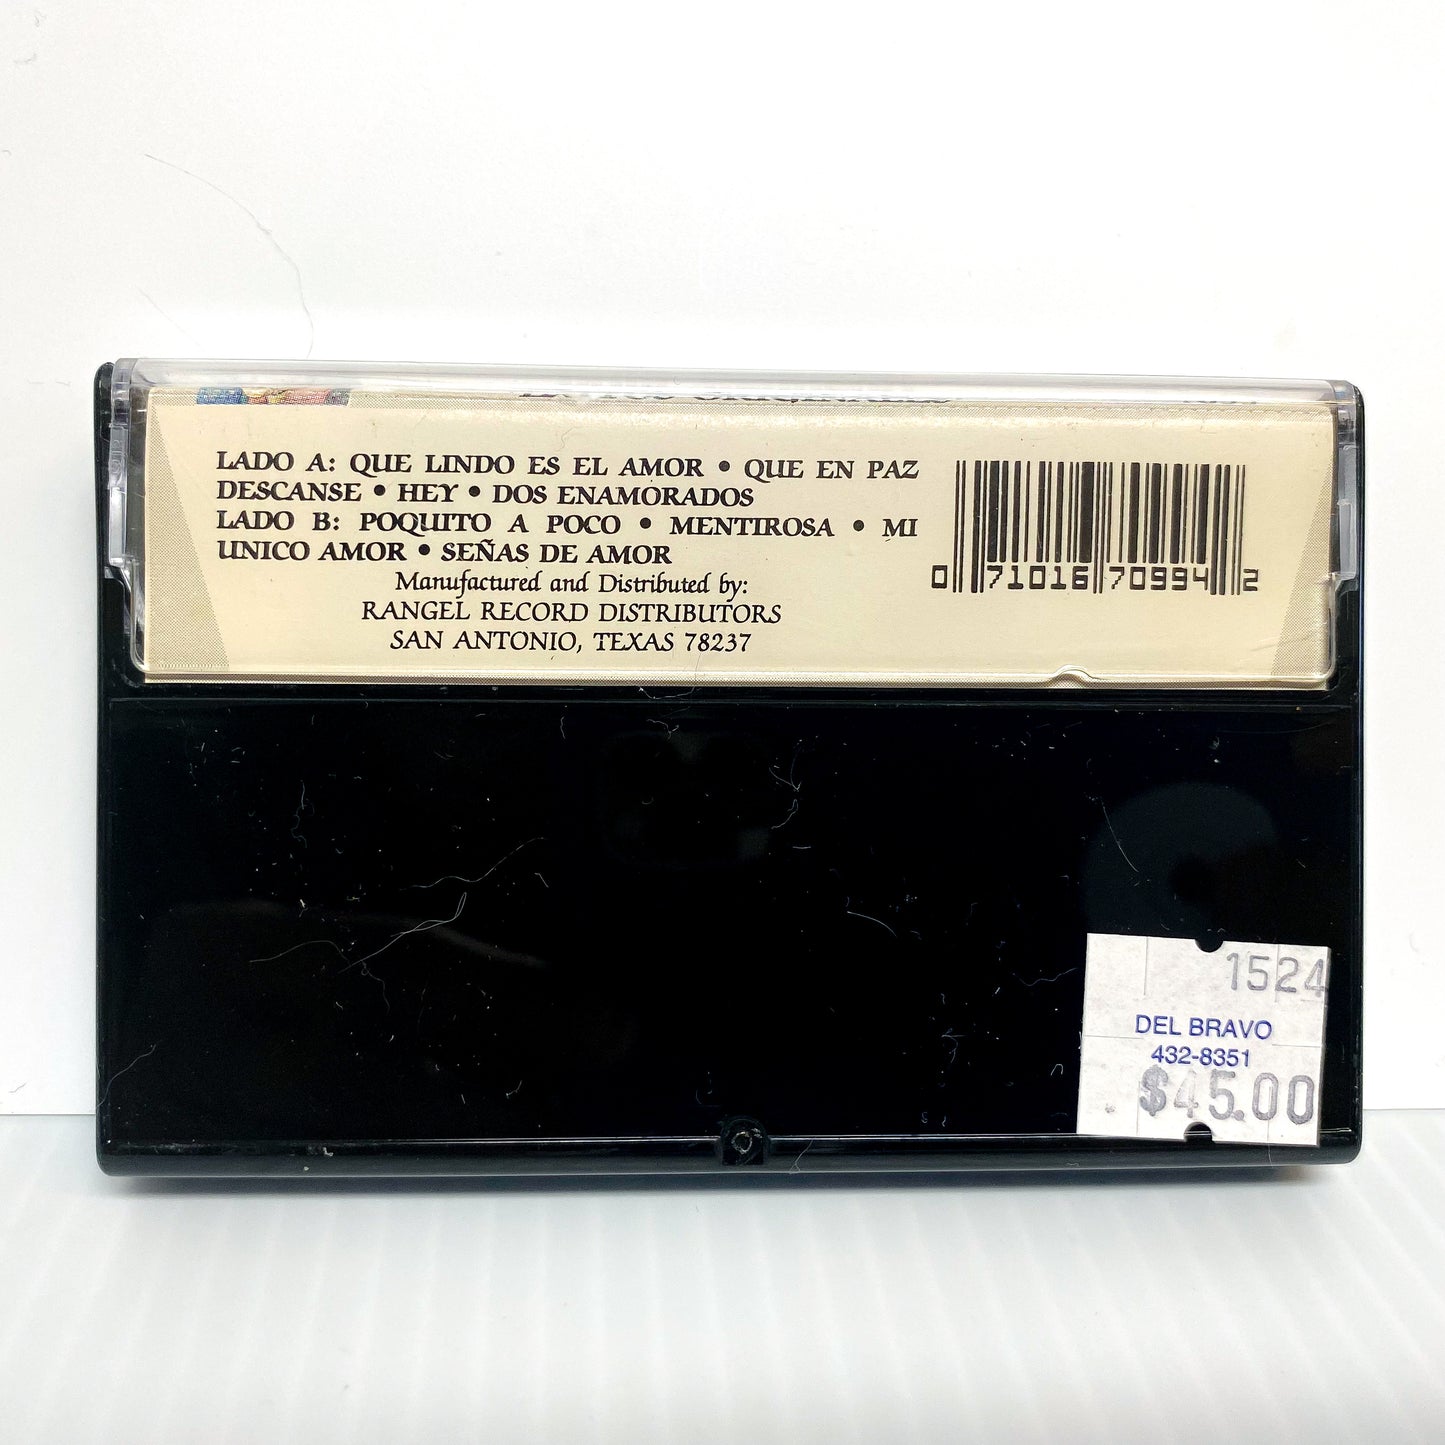 ORIGINALES
LADO A: QUE LINDO ES EL AMOR • QUE EN PAZ
DESCANSE • HEY • DOS ENAMORADOS
LADO B: POQUITO A POCO • MENTIROSA • MI
UNICO AMOR • SEÑAS DE AMOR
Manufactured and Distributed by:
RANGEL RECORD DISTRIBUTORS
SAN ANTONIO, TEXAS 78237
0 71016 70994 2
1524
DEL BRAVO
432-8351
$45.00